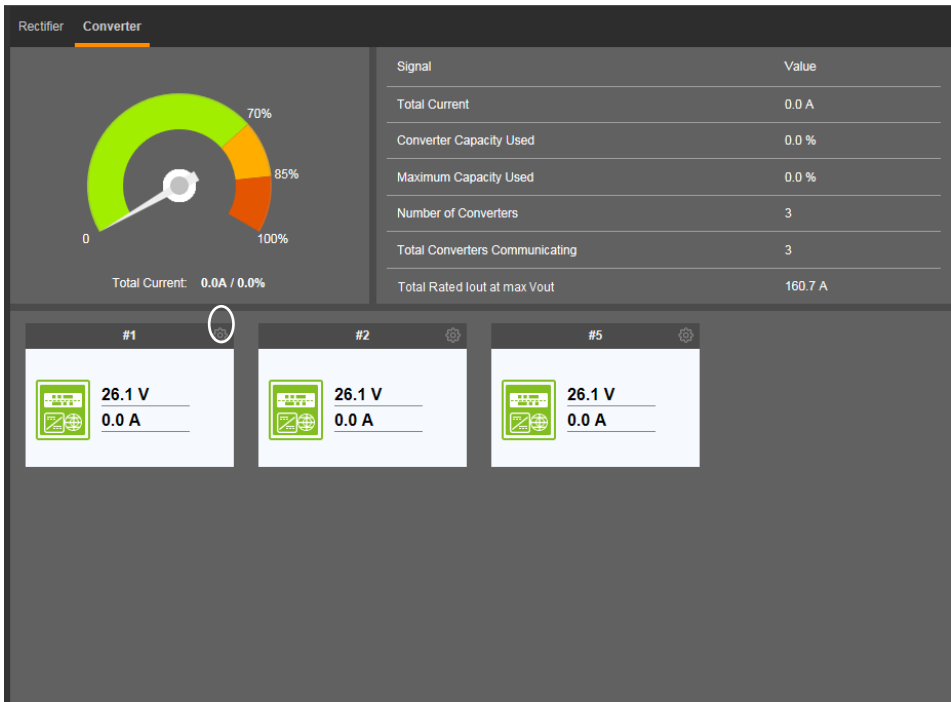 Rectifier Converter
70%
85%
0
100%
Total Current: 0.0A / 0.0%
Signal Value
Total Current 0.0 A
Converter Capacity Used 0.0 %
Maximum Capacity Used 0.0 %
Number of Converters 3
Total Converters Communicating 3
Total Rated Iout at max Vout 160.7 A
#1
26.1 V
0.0 A
#2
26.1 V
0.0 A
#5
26.1 V
0.0 A